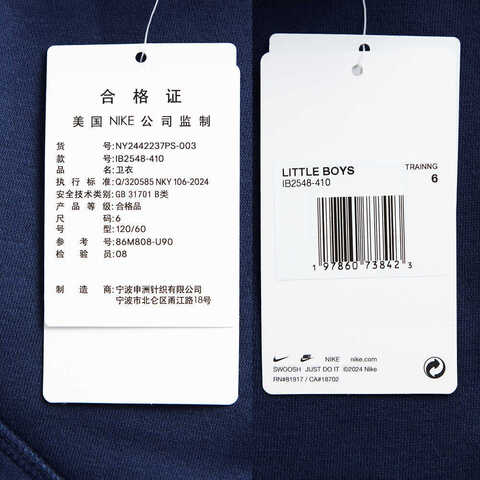 合格证
美国 NIKE 公司监制
货 号:NY2442237PS-003
款 号:IB2548-410
品 名:卫衣
执行标准:Q/320585 NKY 106-2024
安全技术类别:GB 31701 B类
产品等级:合格品
尺 码:6
号 型:120/60
参 考 号:86M808-U90
检 验 员:08
制 造 商:宁波申洲针织有限公司
宁波市北仑区甬江路18号
LITTLE BOYS
TRAINNG
IB2548-410
6
1 97860 73842 3
NIKE nike.com
SWOOSH JUST DO IT ©2024 Nike
RN#81917 / CA#18702